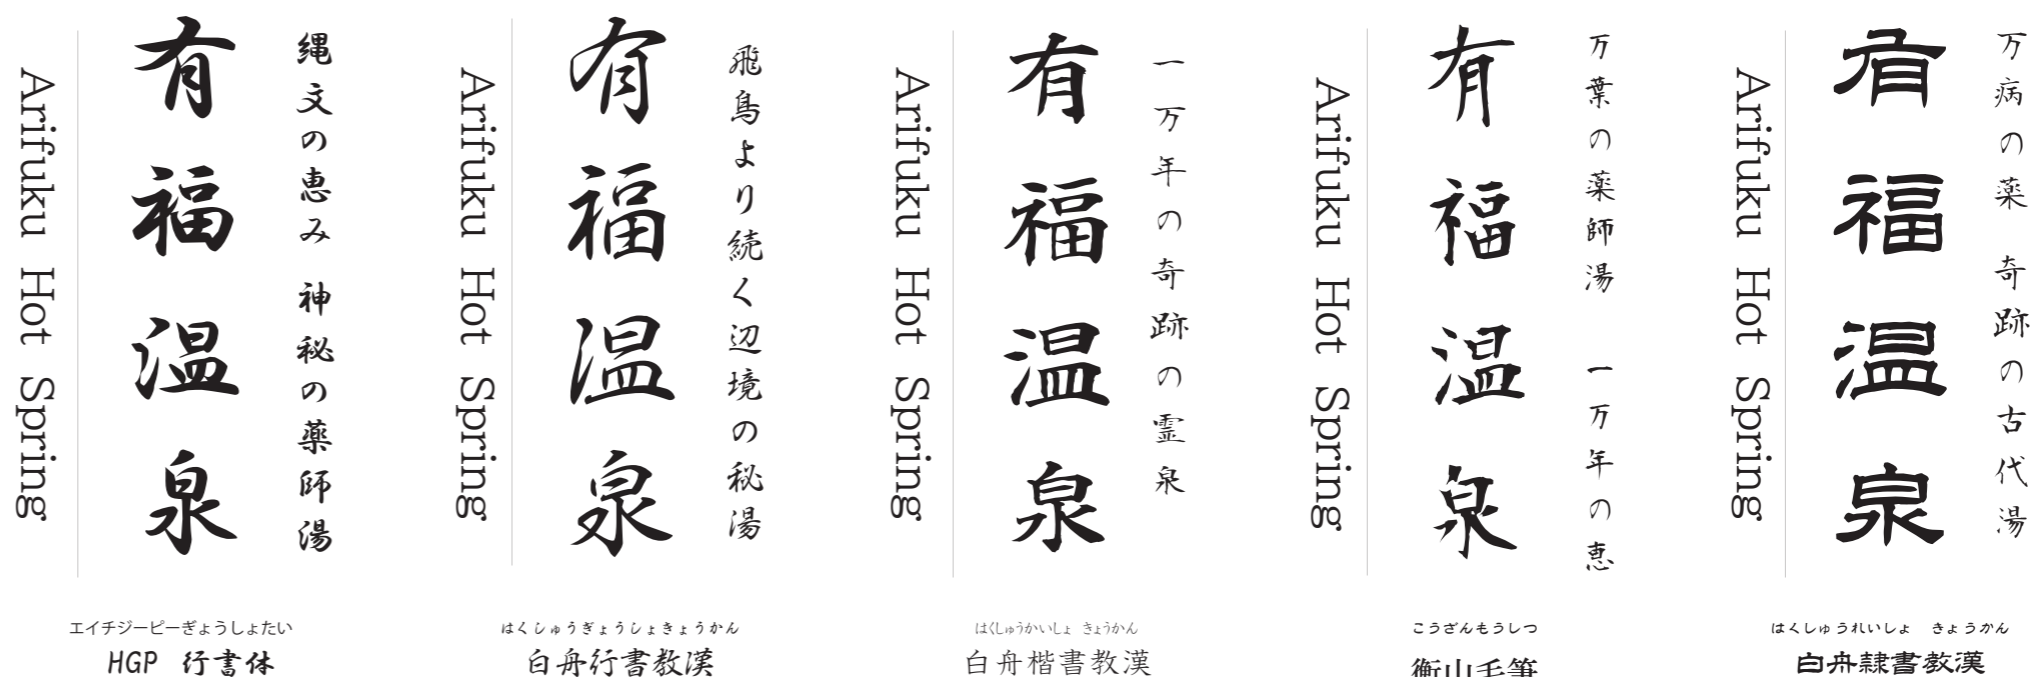 縄文の恵み 神秘の薬師湯
有福温泉
Arifuku Hot Spring
エイチジーピーぎょうしょたい
HGP 行書体
飛鳥より続く辺境の秘湯
有福温泉
Arifuku Hot Spring
はくしゅうぎょうしょきょうかん
白舟行書教漢
一万年の奇跡の霊泉
有福温泉
Arifuku Hot Spring
はくしゅうかいしょ きょうかん
白舟楷書教漢
万葉の薬師湯 一万年の恵
有福温泉
Arifuku Hot Spring
こうざんもうしつ
衡山毛筆
万病の薬 奇跡の古代湯
有福温泉
Arifuku Hot Spring
はくしゅうれいしょ きょうかん
白舟隷書教漢